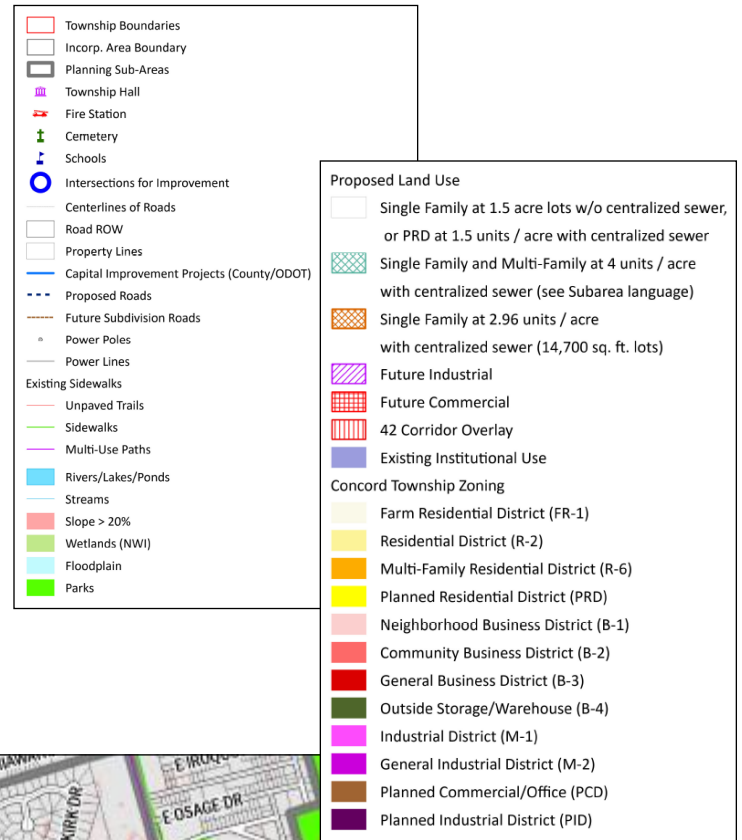 Township Boundaries
Incorp. Area Boundary
Planning Sub-Areas
Township Hall
Fire Station
Cemetery
Schools
Intersections for Improvement
Centerlines of Roads
Road ROW
Property Lines
Capital Improvement Projects (County/ODOT)
Proposed Roads
Future Subdivision Roads
Power Poles
Power Lines
Existing Sidewalks
Unpaved Trails
Sidewalks
Multi-Use Paths
Rivers/Lakes/Ponds
Streams
Slope > 20%
Wetlands (NWI)
Floodplain
Parks
Proposed Land Use
Single Family at 1.5 acre lots w/o centralized sewer,
or PRD at 1.5 units / acre with centralized sewer
Single Family and Multi-Family at 4 units / acre
with centralized sewer (see Subarea language)
Single Family at 2.96 units / acre
with centralized sewer (14,700 sq. ft. lots)
Future Industrial
Future Commercial
42 Corridor Overlay
Existing Institutional Use
Concord Township Zoning
Farm Residential District (FR-1)
Residential District (R-2)
Multi-Family Residential District (R-6)
Planned Residential District (PRD)
Neighborhood Business District (B-1)
Community Business District (B-2)
General Business District (B-3)
Outside Storage/Warehouse (B-4)
Industrial District (M-1)
General Industrial District (M-2)
Planned Commercial/Office (PCD)
Planned Industrial District (PID)
E OSAGE DR
KIRK DR